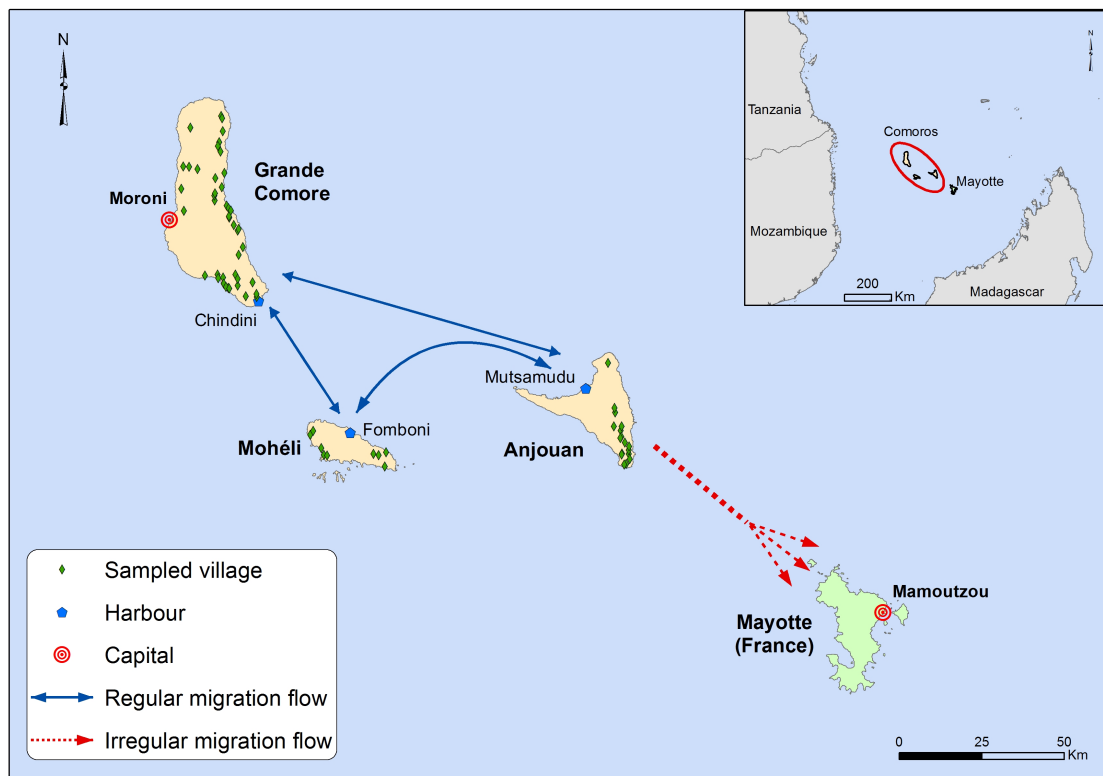 N
Grande
Comore
Moroni
Chindini
Mutsamudu
Fomboni
Mohéli
Anjouan
Mamoutzou
Mayotte
(France)
N
Tanzania
Comoros
Mayotte
Mozambique
200
Km
Madagascar
Sampled village
Harbour
Capital
Regular migration flow
Irregular migration flow
0 25 50
Km